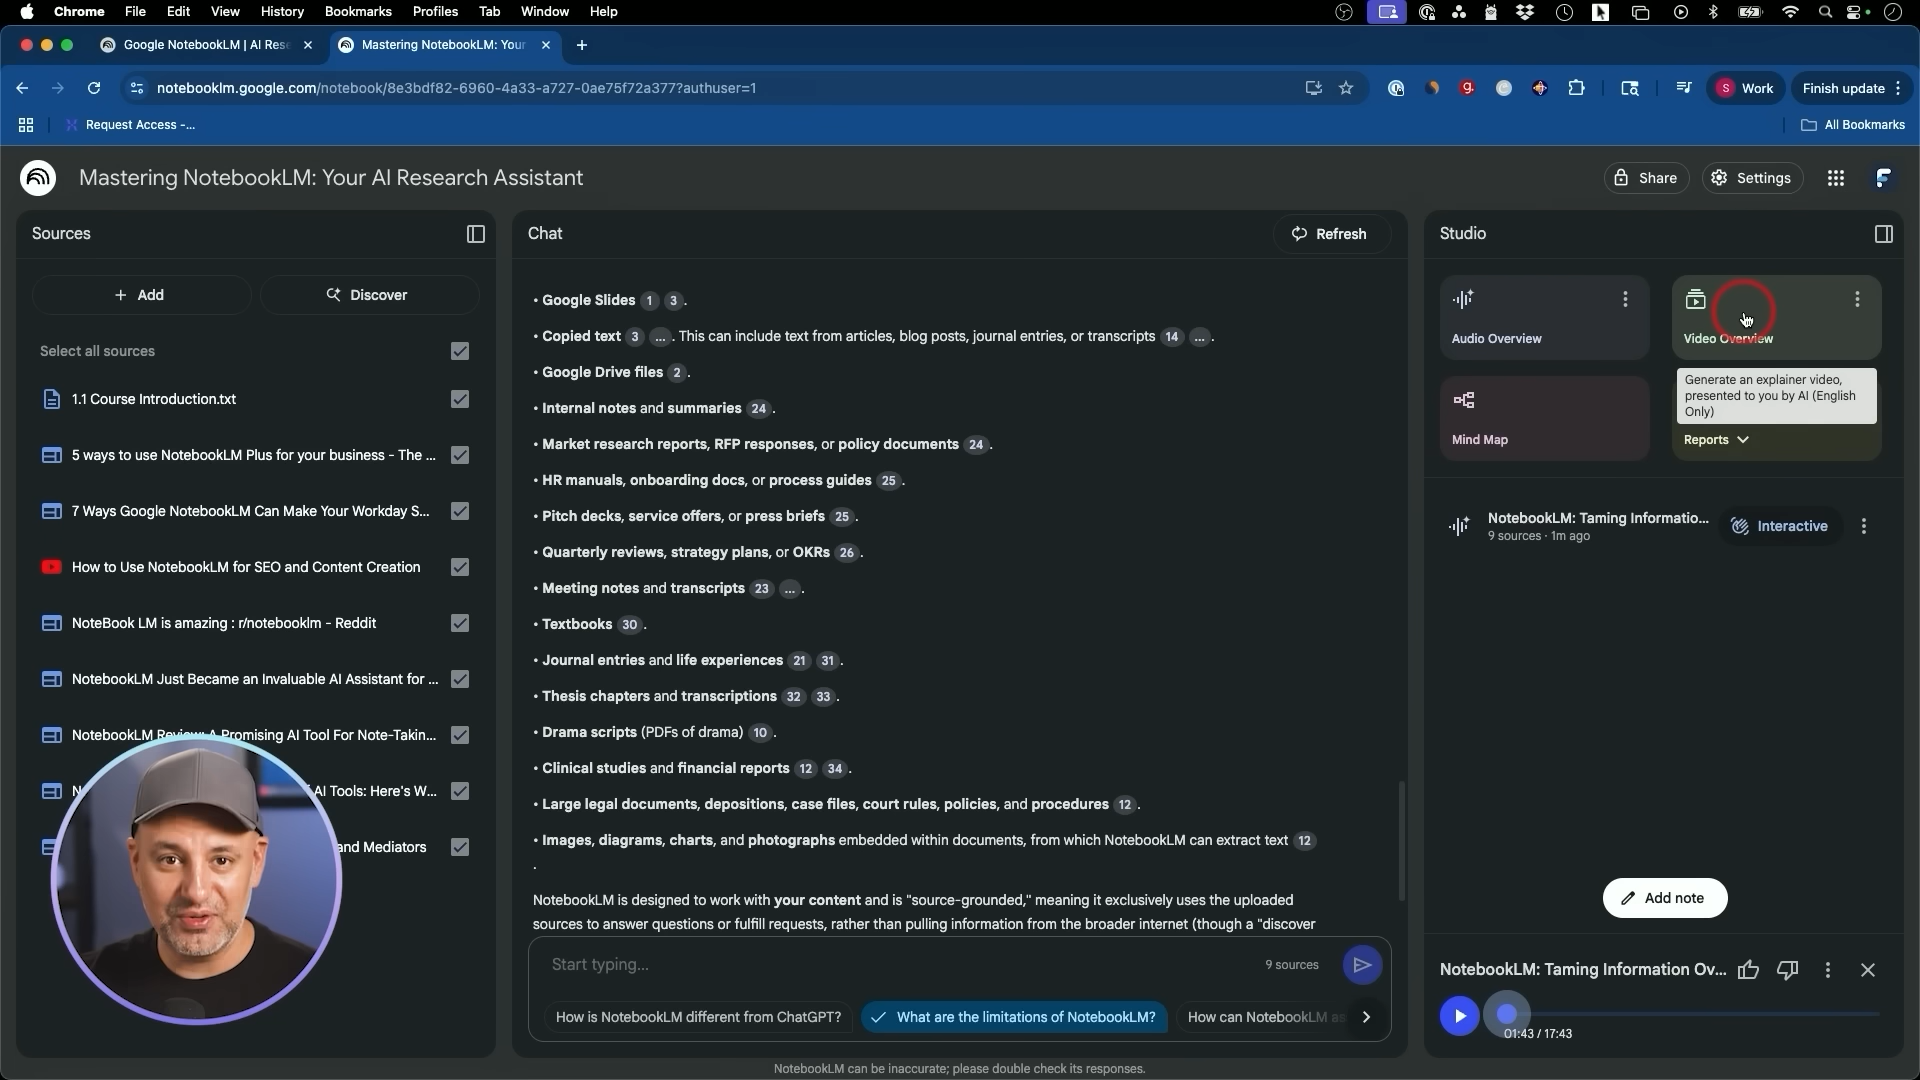 Chrome File Edit View History Bookmarks Profiles Tab Window Help
Google NotebookLM | AI Rese
Mastering NotebookLM: Your
notebooklm.google.com/notebook/8e3bdf82-6960-4a33-a727-0ae75f72a377?authuser=1
S Work
Finish update
Request Access -...
All Bookmarks
Mastering NotebookLM: Your AI Research Assistant
Share
Settings
Sources
Add
Discover
Select all sources
1.1 Course Introduction.txt
5 ways to use NotebookLM Plus for your business - The ...
7 Ways Google NotebookLM Can Make Your Workday S...
How to Use NotebookLM for SEO and Content Creation
NoteBook LM is amazing : r/notebooklm - Reddit
NotebookLM Just Became an Invaluable AI Assistant for ...
NotebookLM Review: A Promising AI Tool For Note-Takin...
AI Tools: Here's W...
and Mediators
Chat
Refresh
• Google Slides 1 3.
• Copied text 3 ... . This can include text from articles, blog posts, journal entries, or transcripts 14 ... .
• Google Drive files 2.
• Internal notes and summaries 24.
• Market research reports, RFP responses, or policy documents 24.
• HR manuals, onboarding docs, or process guides 25.
• Pitch decks, service offers, or press briefs 25.
• Quarterly reviews, strategy plans, or OKRs 26.
• Meeting notes and transcripts 23 ... .
• Textbooks 30.
• Journal entries and life experiences 21 31.
• Thesis chapters and transcriptions 32 33.
• Drama scripts (PDFs of drama) 10.
• Clinical studies and financial reports 12 34.
• Large legal documents, depositions, case files, court rules, policies, and procedures 12.
• Images, diagrams, charts, and photographs embedded within documents, from which NotebookLM can extract text 12
.
NotebookLM is designed to work with your content and is "source-grounded," meaning it exclusively uses the uploaded
sources to answer questions or fulfill requests, rather than pulling information from the broader internet (though a "discover
Start typing...
9 sources
How is NotebookLM different from ChatGPT?
What are the limitations of NotebookLM?
How can NotebookLM as
NotebookLM can be inaccurate; please double check its responses.
Studio
Audio Overview
Video Overview
Generate an explainer video,
presented to you by AI (English
Only)
Mind Map
Reports
NotebookLM: Taming Informatio...
9 sources · 1m ago
Interactive
Add note
NotebookLM: Taming Information Ov...
01:43 / 17:43